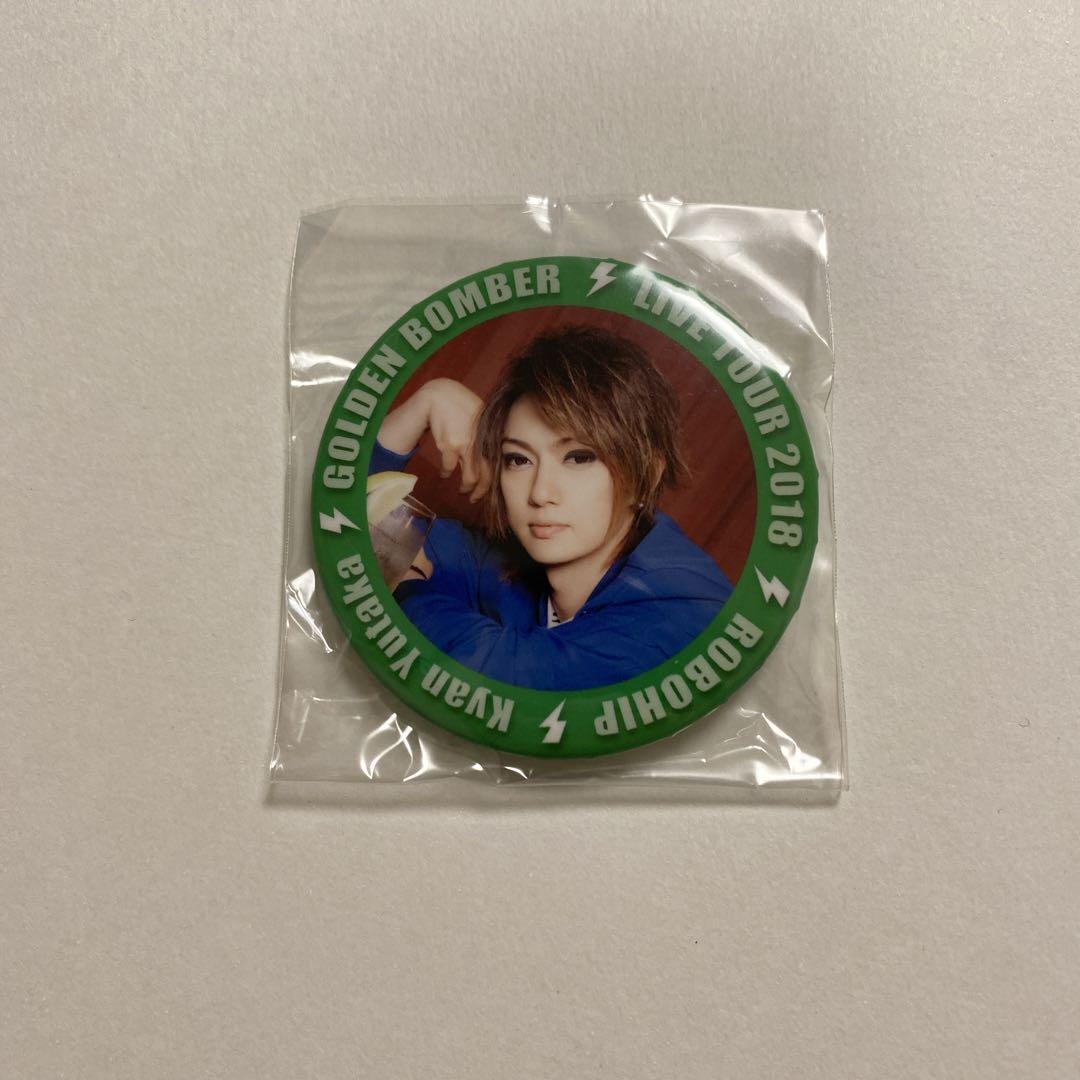 GOLDEN BOMBER
LIVE TOUR 2018
ROBOHIP
Kyan Yutaka